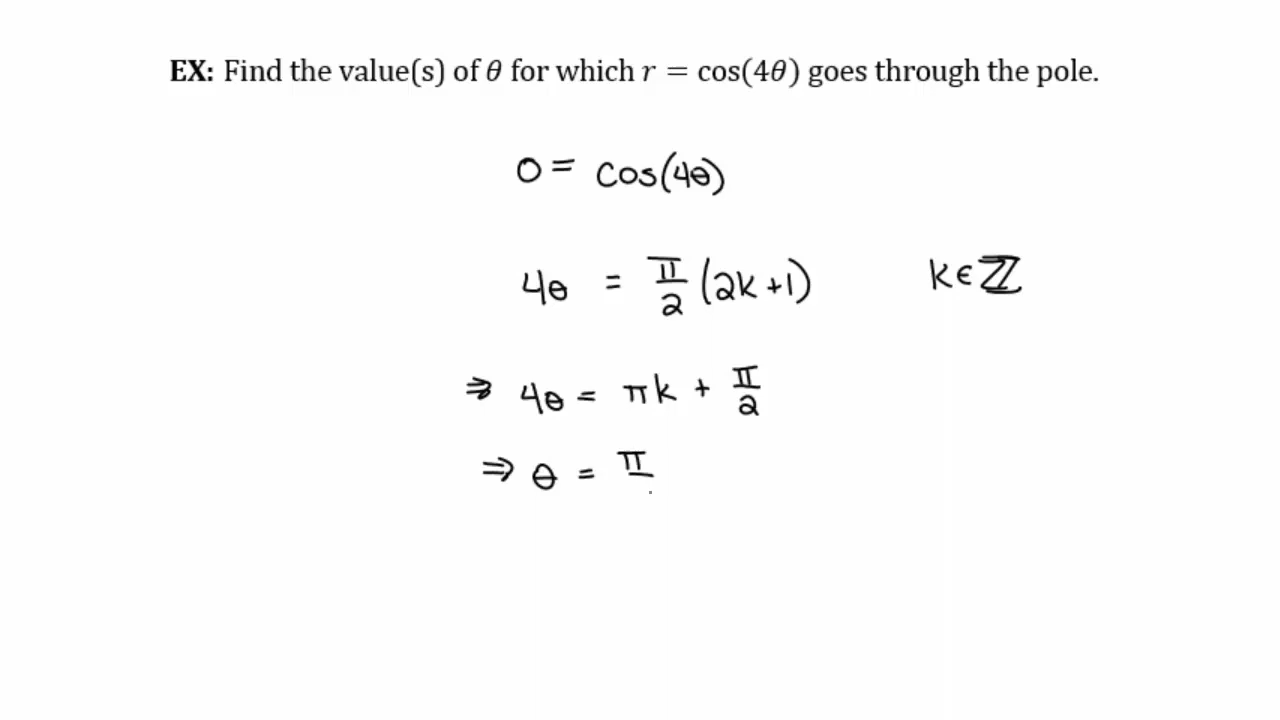 EX: Find the value(s) of θ for which r = cos(4θ) goes through the pole.
0 = cos(4θ)
4θ = π/2 (2k+1) k∈ℤ
⇒ 4θ = πk + π/2
⇒ θ = π